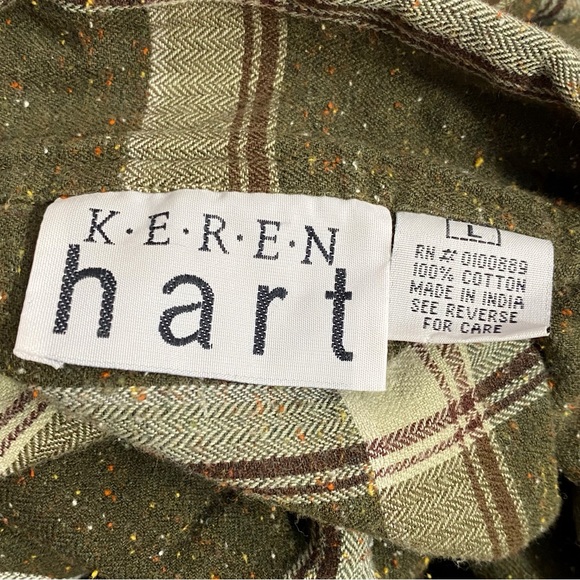 K·E·R·E·N
hart
RN# 0100889
100% COTTON
MADE IN INDIA
SEE REVERSE
FOR CARE